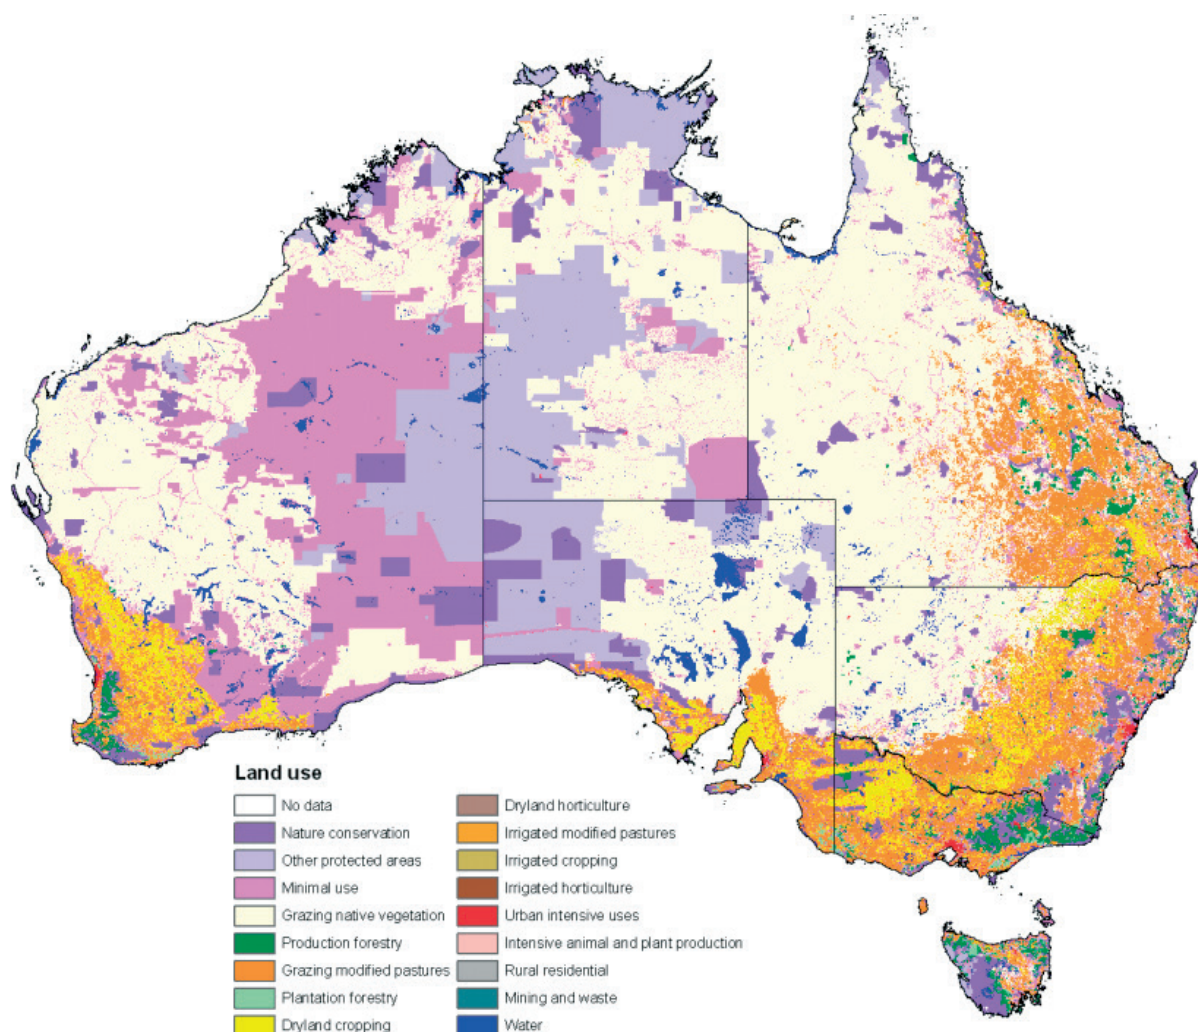 Land use
No data
Nature conservation
Other protected areas
Minimal use
Grazing native vegetation
Production forestry
Grazing modified pastures
Plantation forestry
Dryland cropping
Dryland horticulture
Irrigated modified pastures
Irrigated cropping
Irrigated horticulture
Urban intensive uses
Intensive animal and plant production
Rural residential
Mining and waste
Water